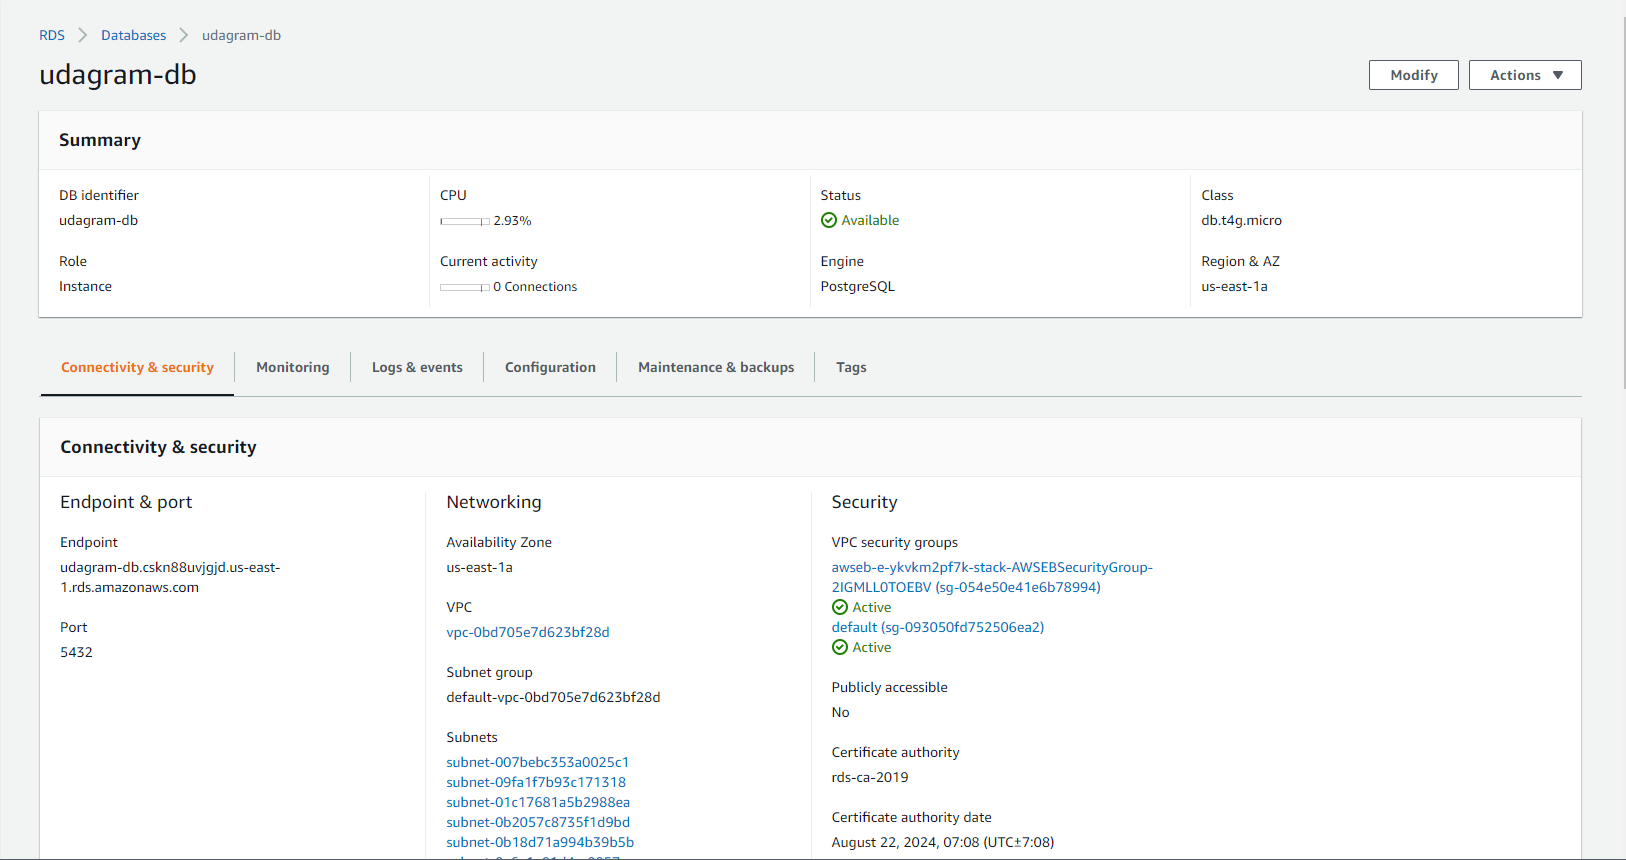 RDS > Databases > udagram-db
udagram-db
Modify
Actions ▼
Summary
DB identifier
udagram-db
CPU
2.93%
Status
Available
Class
db.t4g.micro
Role
Instance
Current activity
0 Connections
Engine
PostgreSQL
Region & AZ
us-east-1a
Connectivity & security
Monitoring
Logs & events
Configuration
Maintenance & backups
Tags
Connectivity & security
Endpoint & port
Endpoint
udagram-db.cskn88uvjgjd.us-east-
1.rds.amazonaws.com
Port
5432
Networking
Availability Zone
us-east-1a
VPC
vpc-0bd705e7d623bf28d
Subnet group
default-vpc-0bd705e7d623bf28d
Subnets
subnet-007bebc353a0025c1
subnet-09fa1f7b93c171318
subnet-01c17681a5b2988ea
subnet-0b2057c8735f1d9bd
subnet-0b18d71a994b39b5b
Security
VPC security groups
awseb-e-ykvkm2pf7k-stack-AWSEBSecurityGroup-
2IGMLL0TOEBV (sg-054e50e41e6b78994)
Active
default (sg-093050fd752506ea2)
Active
Publicly accessible
No
Certificate authority
rds-ca-2019
Certificate authority date
August 22, 2024, 07:08 (UTC±7:08)